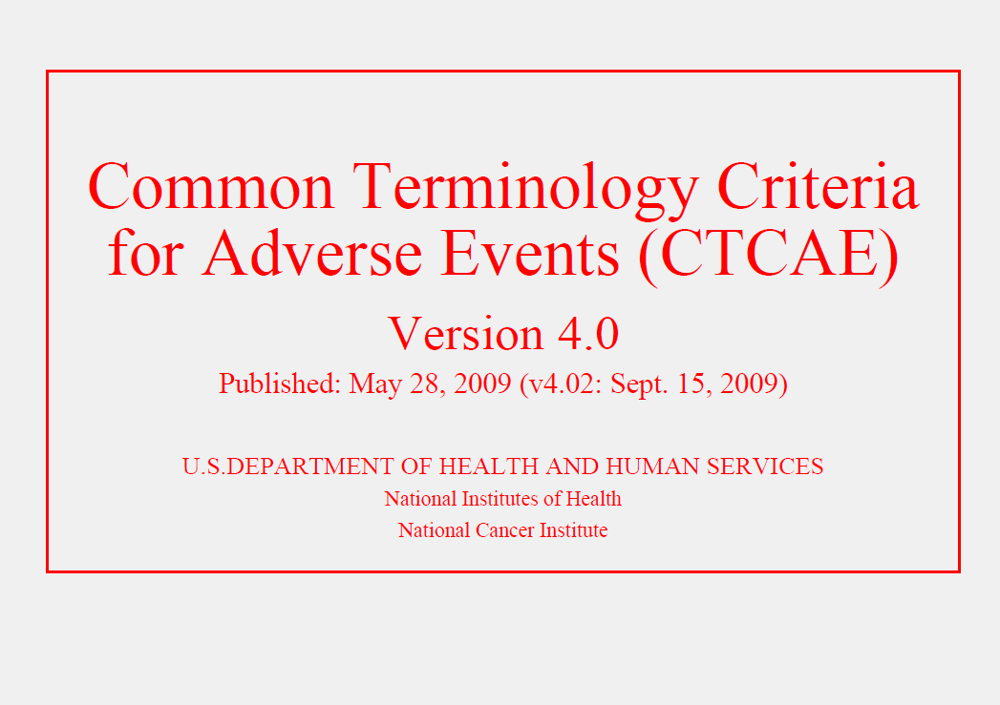 Common Terminology Criteria
for Adverse Events (CTCAE)
Version 4.0
Published: May 28, 2009 (v4.02: Sept. 15, 2009)
U.S.DEPARTMENT OF HEALTH AND HUMAN SERVICES
National Institutes of Health
National Cancer Institute